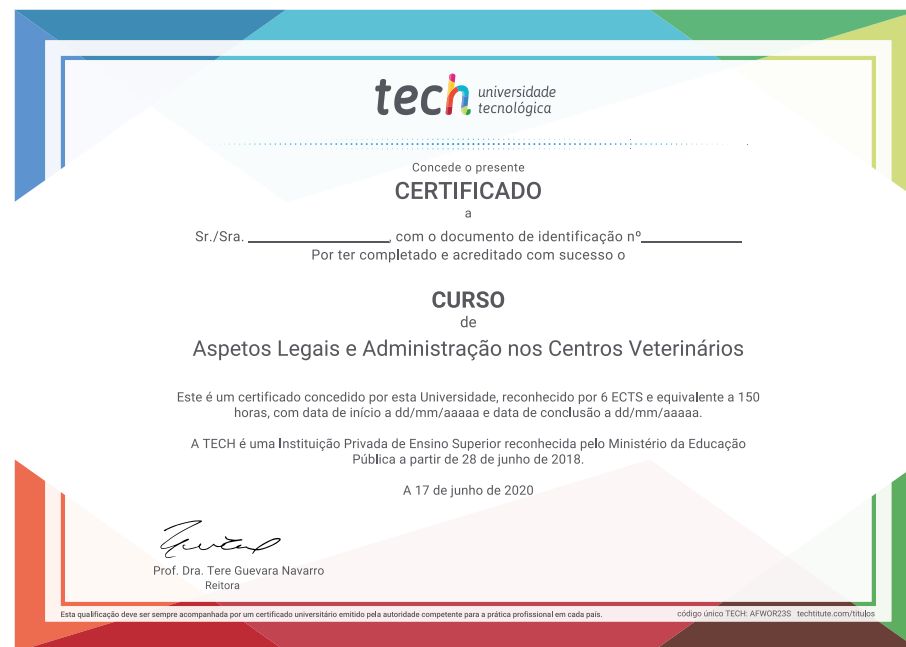 tech universidade
tecnológica
Concede o presente
CERTIFICADO
a
Sr./Sra. __________________, com o documento de identificação nº_____________
Por ter completado e acreditado com sucesso o
CURSO
de
Aspetos Legais e Administração nos Centros Veterinários
Este é um certificado concedido por esta Universidade, reconhecido por 6 ECTS e equivalente a 150
horas, com data de início a dd/mm/aaaaa e data de conclusão a dd/mm/aaaaa.
A TECH é uma Instituição Privada de Ensino Superior reconhecida pelo Ministério da Educação
Pública a partir de 28 de junho de 2018.
A 17 de junho de 2020
Prof. Dra. Tere Guevara Navarro
Reitora
Esta qualificação deve ser sempre acompanhada por um certificado universitário emitido pela autoridade competente para a prática profissional em cada país. código único TECH: AFWOR23S techtitute.com/titulos